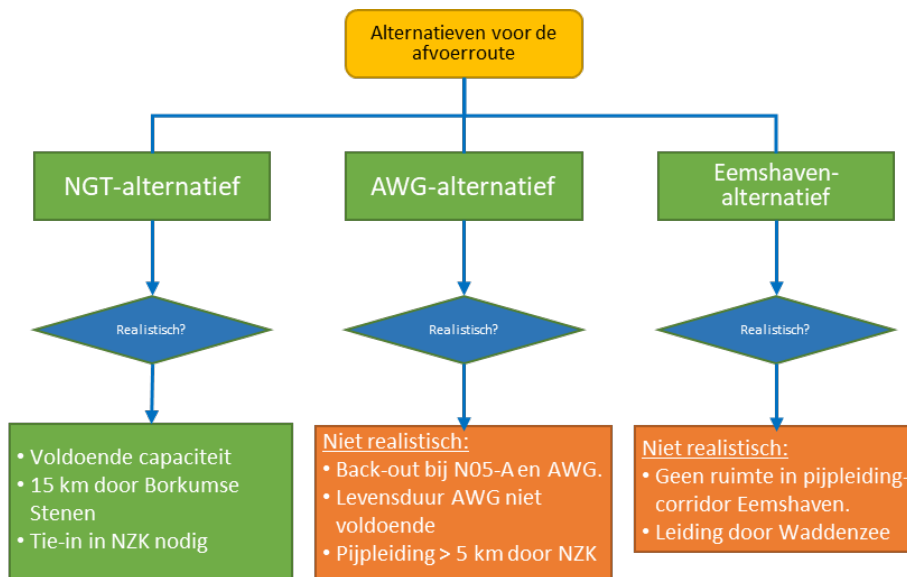 Alternatieven voor de
afvoerroute
NGT-alternatief
AWG-alternatief
Eemshaven-
alternatief
Realistisch?
Realistisch?
Realistisch?
• Voldoende capaciteit
• 15 km door Borkumse
Stenen
• Tie-in in NZK nodig
Niet realistisch:
• Back-out bij N05-A en AWG.
• Levensduur AWG niet
voldoende
• Pijpleiding > 5 km door NZK
Niet realistisch:
• Geen ruimte in pijpleiding-
corridor Eemshaven.
• Leiding door Waddenzee